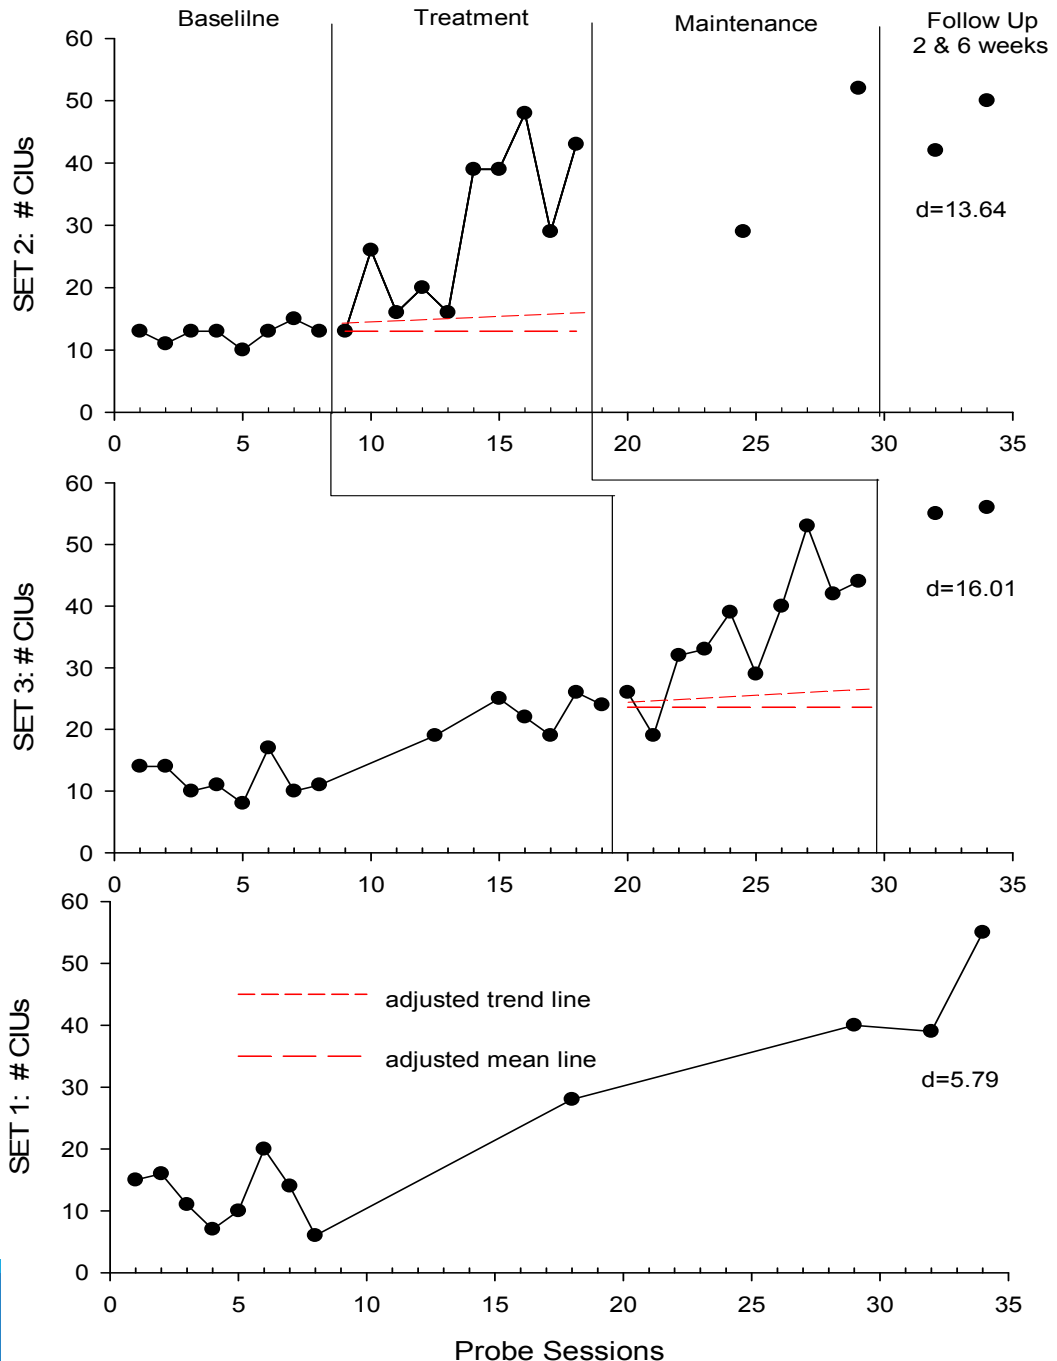 Baselilne
Treatment
Maintenance
Follow Up
2 & 6 weeks
60
50
40
30
20
10
0
SET 2: # CIUs
d=13.64
0 5 10 15 20 25 30 35
60
50
40
30
20
10
0
SET 3: # CIUs
d=16.01
0 5 10 15 20 25 30 35
60
50
40
30
20
10
0
SET 1: # CIUs
adjusted trend line
adjusted mean line
d=5.79
0 5 10 15 20 25 30 35
Probe Sessions